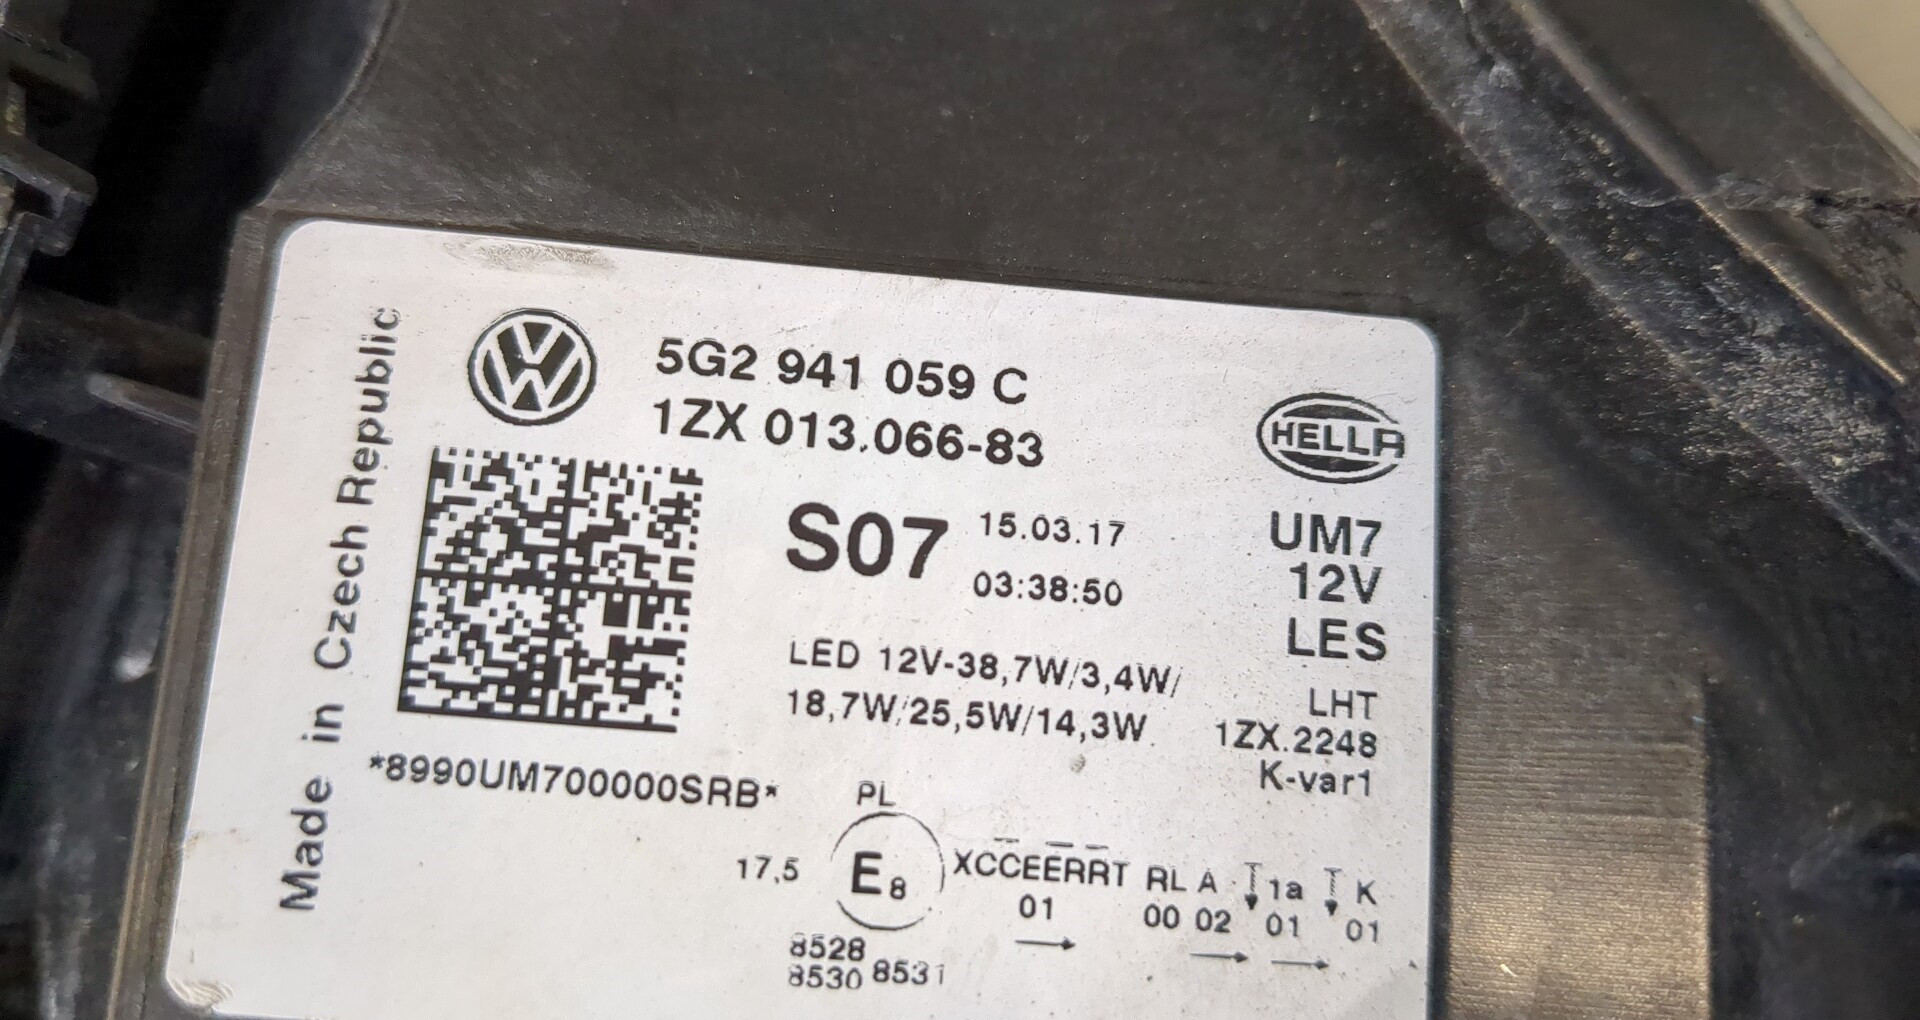 Made in Czech Republic
5G2 941 059 C
1ZX 013.066-83
HELLA
S07
15.03.17
03:38:50
UM7
12V
LES
LED 12V-38,7W/3,4W/
18,7W/25,5W/14,3W
LHT
1ZX.2248
K-var1
*8990UM700000SRB*
PL
17,5
E8
XCCEERRT RL A 1a K
01 00 02 01 01
8528
8530 8531